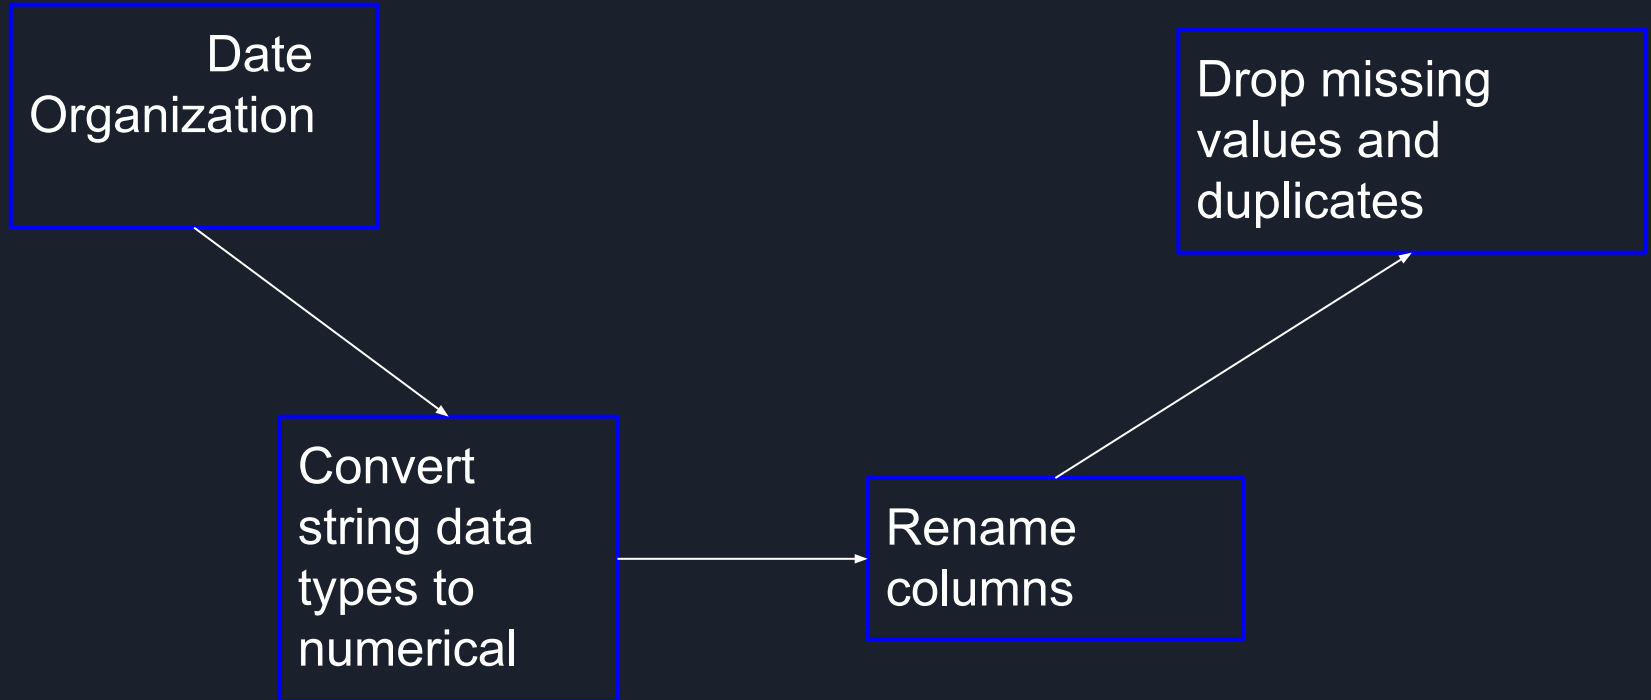 Date
Organization
Convert
string data
types to
numerical
Rename
columns
Drop missing
values and
duplicates